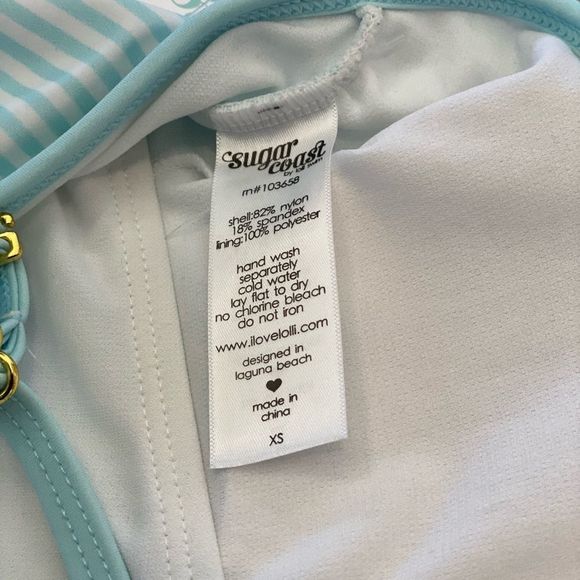 sugar
coast
by lolli swim
rn#103658
shell:82% nylon
18% spandex
lining:100% polyester
hand wash
separately
cold water
lay flat to dry
no chlorine bleach
do not iron
www.ilovelolli.com
designed in
laguna beach
made in
china
XS